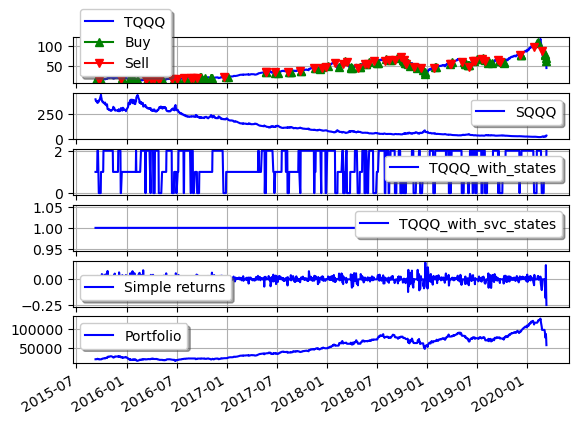 TQQQ
Buy
Sell
100
50
SQQQ
250
0
2
TQQQ_with_states
0
1.05
TQQQ_with_svc_states
1.00
0.95
0.00
Simple returns
-0.25
Portfolio
100000
50000
2015-07 2016-01 2016-07 2017-01 2017-07 2018-01 2018-07 2019-01 2019-07 2020-01